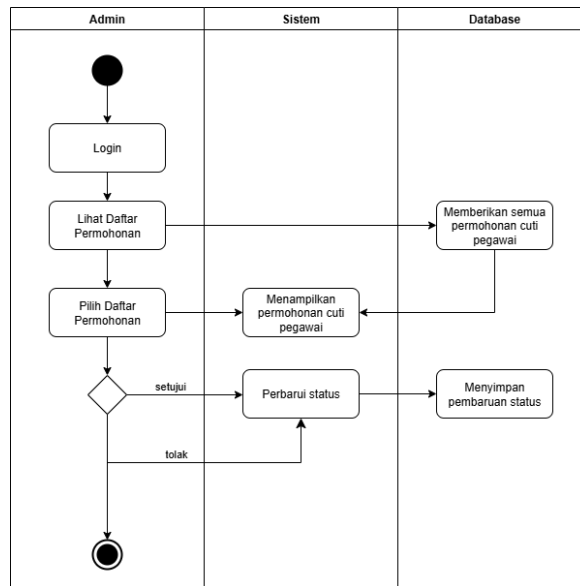 Admin
Sistem
Database
Login
Lihat Daftar
Permohonan
Memberikan semua
permohonan cuti
pegawai
Pilih Daftar
Permohonan
Menampilkan
permohonan cuti
pegawai
setujui
Perbarui status
Menyimpan
pembaruan status
tolak